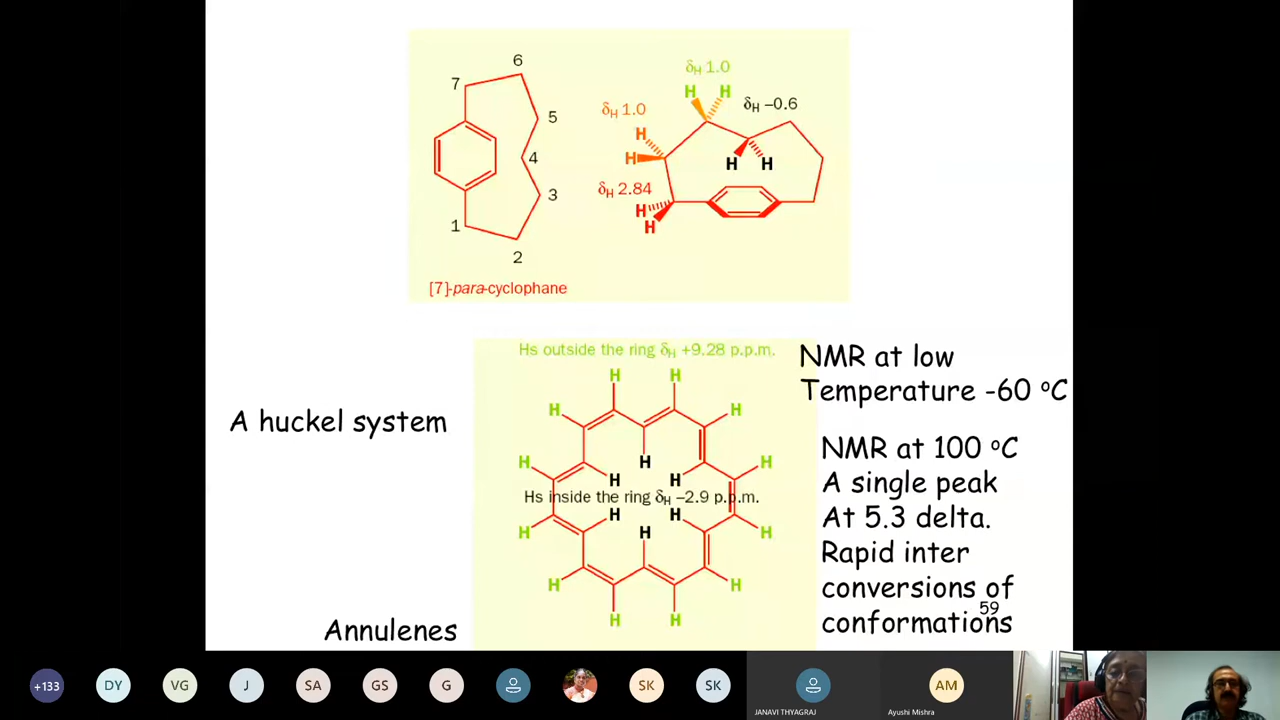 6
7
5
4
3
1
2
[7]-para-cyclophane
δH 1.0
H H
δH –0.6
δH 1.0
H
H
H H
δH 2.84
H
H
Hs outside the ring δH +9.28 p.p.m.
H H
H H
H H H
H H
Hs inside the ring δH –2.9 p.p.m.
H H
H H H
H H
H H
A huckel system
Annulenes
NMR at low
Temperature -60 °C
NMR at 100 °C
A single peak
At 5.3 delta.
Rapid inter
conversions of
conformations
59
+133
DY
VG
J
SA
GS
G
SK
SK
JANAVI THYAGRAJ
AM
Ayushi Mishra